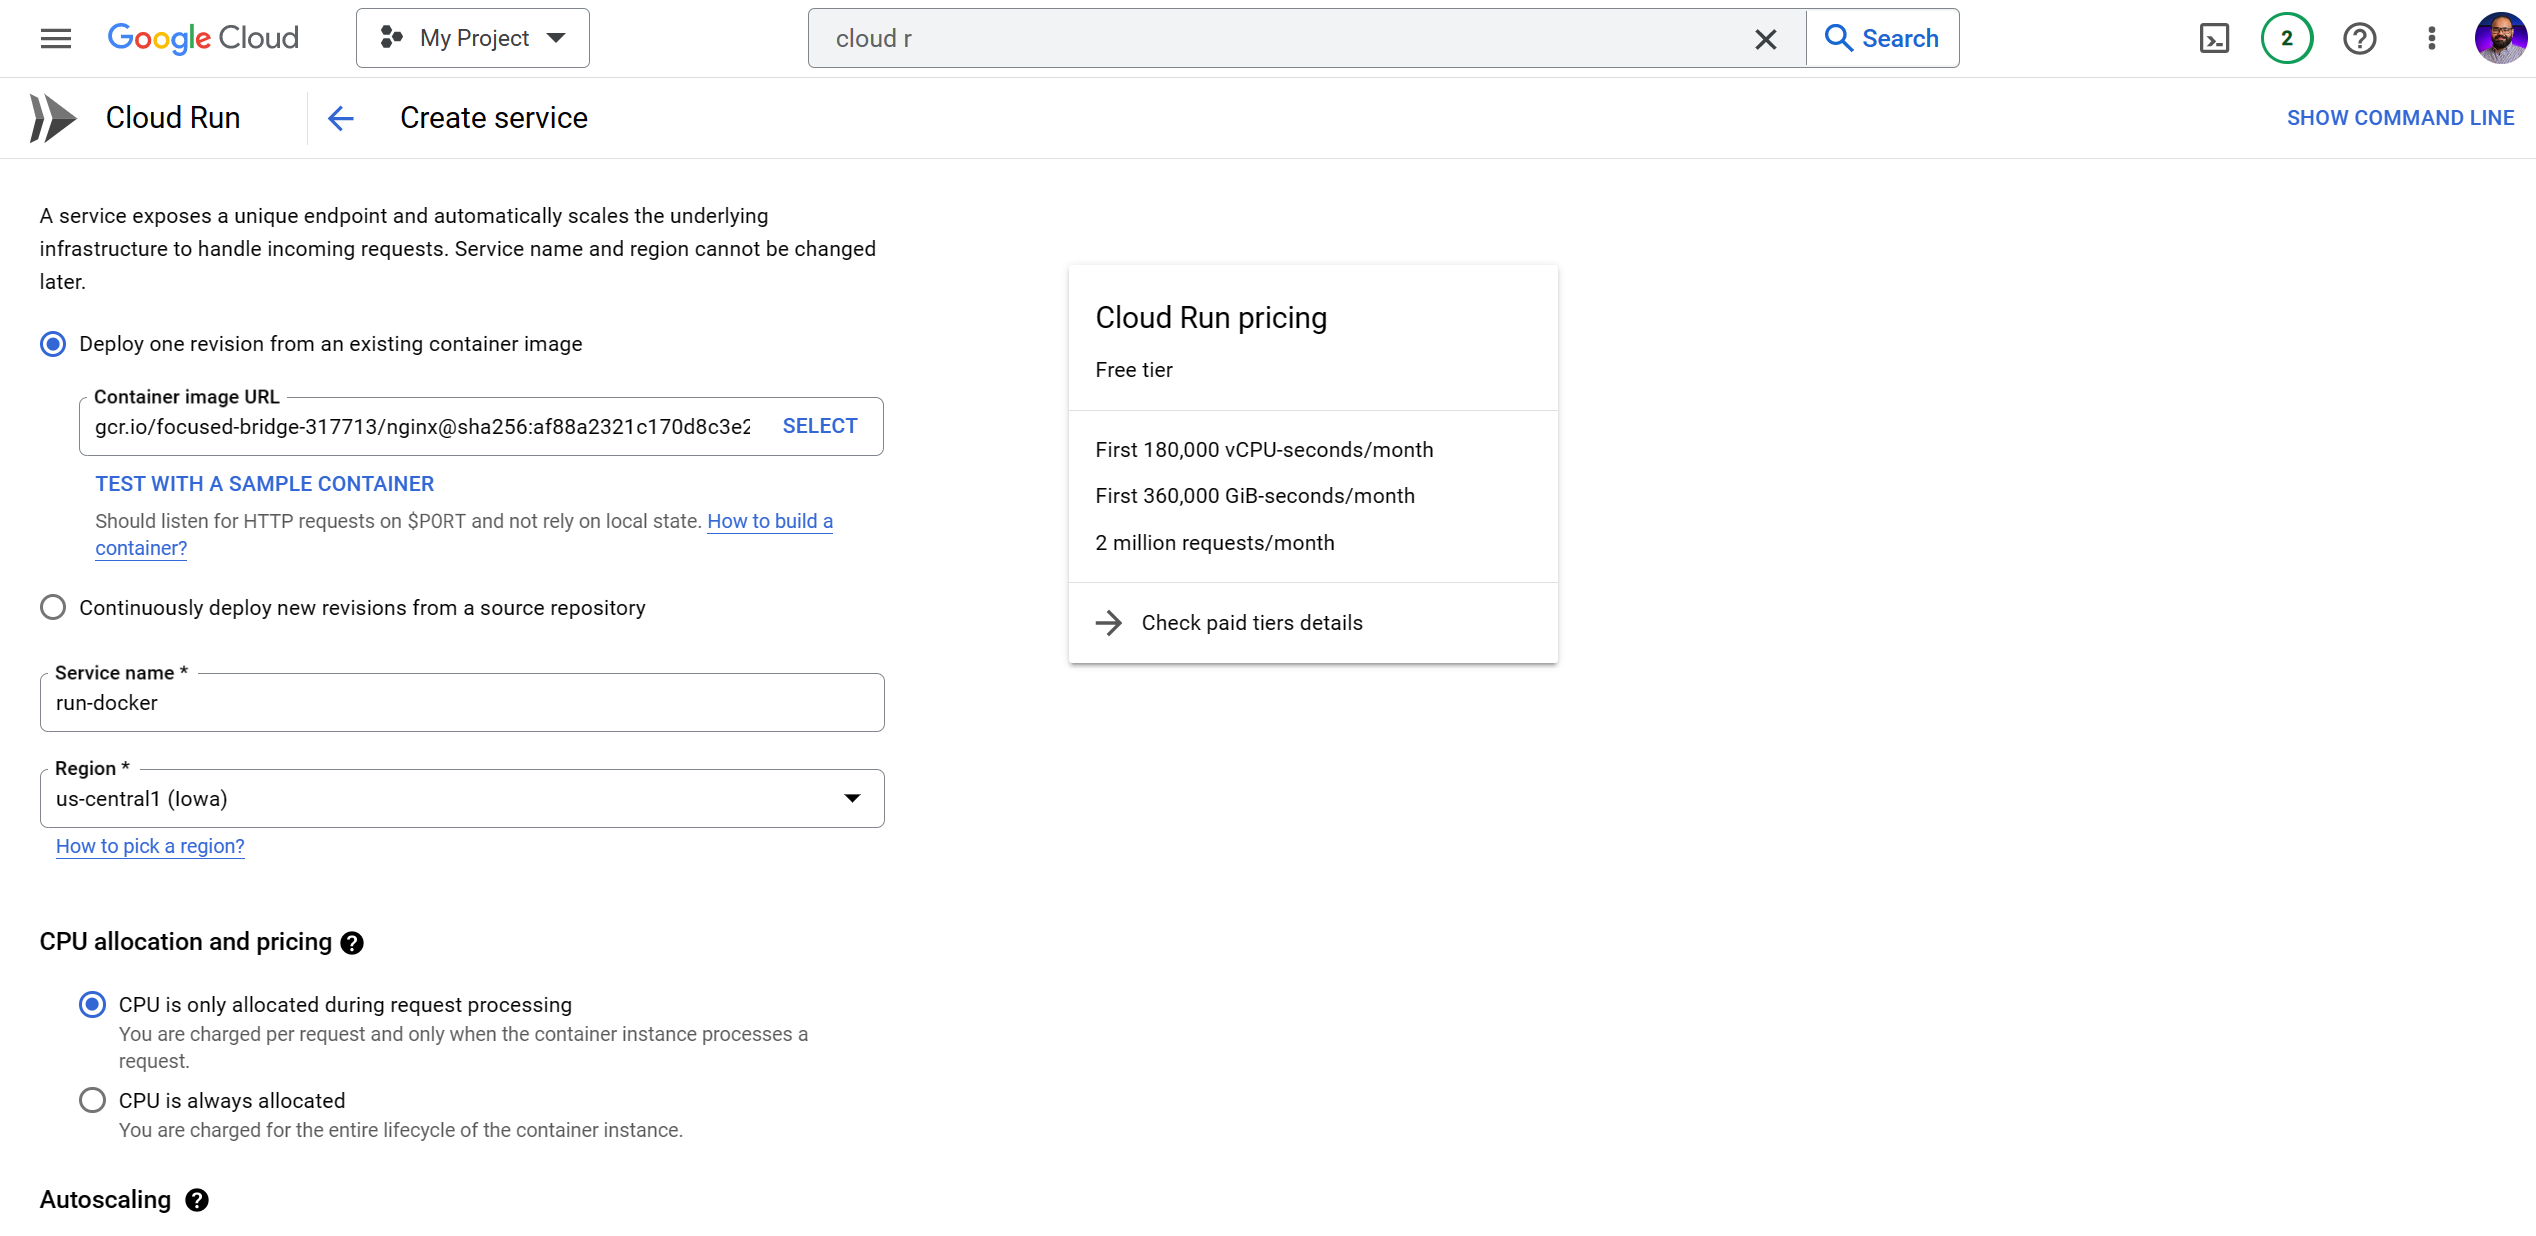 Google Cloud
My Project
cloud r
Search
2
Cloud Run
Create service
SHOW COMMAND LINE
A service exposes a unique endpoint and automatically scales the underlying
infrastructure to handle incoming requests. Service name and region cannot be changed
later.
Deploy one revision from an existing container image
Container image URL
gcr.io/focused-bridge-317713/nginx@sha256:af88a2321c170d8c3e2
SELECT
TEST WITH A SAMPLE CONTAINER
Should listen for HTTP requests on $PORT and not rely on local state. How to build a
container?
Continuously deploy new revisions from a source repository
Service name *
run-docker
Region *
us-central1 (Iowa)
How to pick a region?
CPU allocation and pricing
CPU is only allocated during request processing
You are charged per request and only when the container instance processes a
request.
CPU is always allocated
You are charged for the entire lifecycle of the container instance.
Autoscaling
Cloud Run pricing
Free tier
First 180,000 vCPU-seconds/month
First 360,000 GiB-seconds/month
2 million requests/month
Check paid tiers details